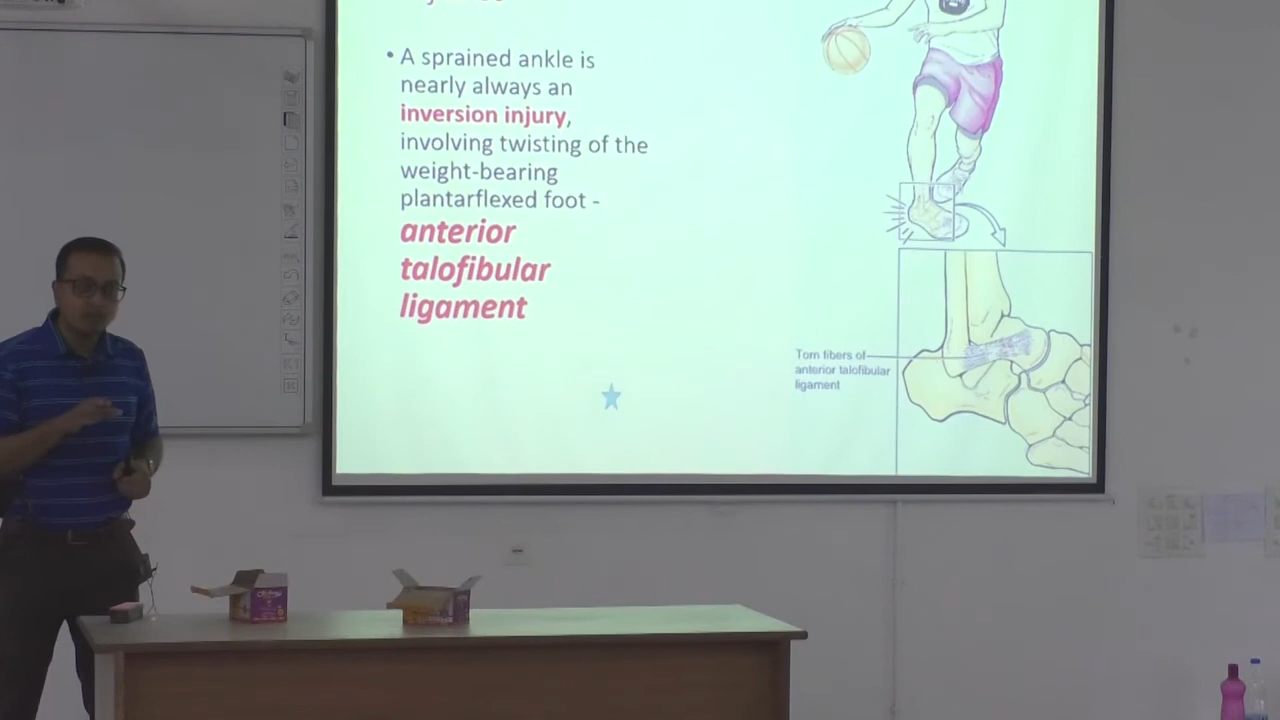 • A sprained ankle is
nearly always an
inversion injury,
involving twisting of the
weight-bearing
plantarflexed foot -
anterior
talofibular
ligament
Torn fibers of
anterior talofibular
ligament